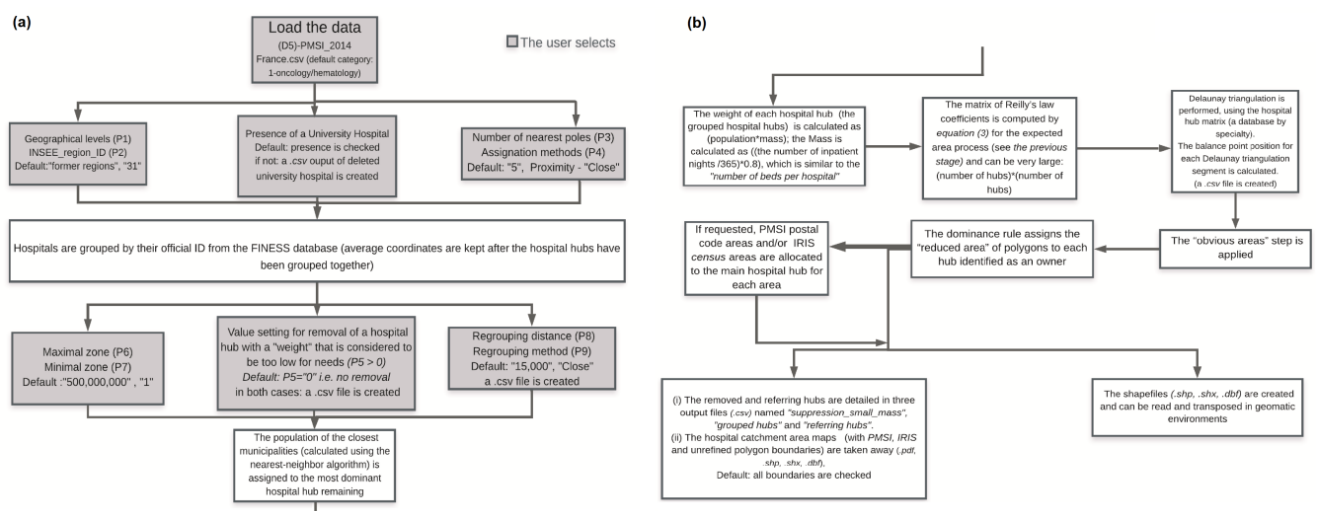 (a)
Load the data
(D5)-PMSI_2014
France.csv (default category:
1-oncology/hematology)
The user selects
Geographical levels (P1)
INSEE_region_ID (P2)
Default:"former regions", "31"
Presence of a University Hospital
Default: presence is checked
if not: a .csv ouput of deleted
university hospital is created
Number of nearest poles (P3)
Assignation methods (P4)
Default: "5", Proximity - "Close"
Hospitals are grouped by their official ID from the FINESS database (average coordinates are kept after the hospital hubs have
been grouped together)
Maximal zone (P6)
Minimal zone (P7)
Default :"500,000,000" , "1"
Value setting for removal of a hospital
hub with a "weight" that is considered to
be too low for needs (P5 > 0)
Default: P5="0" i.e. no removal
in both cases: a .csv file is created
Regrouping distance (P8)
Regrouping method (P9)
Default: "15,000", "Close"
a .csv file is created
The population of the closest
municipalities (calculated using the
nearest-neighbor algorithm) is
assigned to the most dominant
hospital hub remaining
(b)
The weight of each hospital hub (the
grouped hospital hubs) is calculated as
(population*mass); the Mass is
calculated as ((the number of inpatient
nights /365)*0.8), which is similar to the
"number of beds per hospital"
The matrix of Reilly's law
coefficients is computed by
equation (3) for the expected
area process (see the previous
stage) and can be very large:
(number of hubs)*(number of
hubs)
Delaunay triangulation is
performed, using the hospital
hub matrix (a database by
specialty).
The balance point position for
each Delaunay triangulation
segment is calculated.
(a .csv file is created)
The "obvious areas" step is
applied
The dominance rule assigns the
"reduced area" of polygons to each
hub identified as an owner
If requested, PMSI postal
code areas and/or IRIS
census areas are allocated
to the main hospital hub for
each area
(i) The removed and referring hubs are detailed in three
output files (.csv) named "suppression_small_mass",
"grouped hubs" and "referring hubs".
(ii) The hospital catchment area maps (with PMSI, IRIS
and unrefined polygon boundaries) are taken away (.pdf,
.shp, .shx, .dbf),
Default: all boundaries are checked
The shapefiles (.shp, .shx, .dbf) are created
and can be read and transposed in geomatic
environments